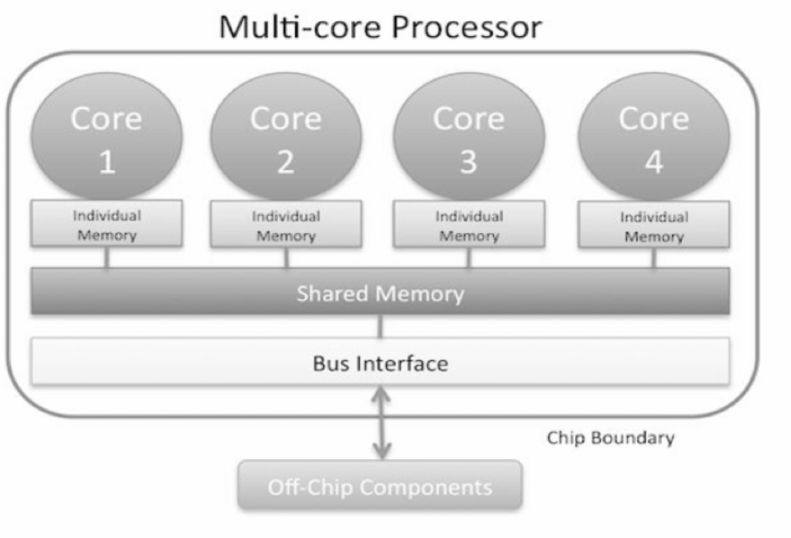 Multi-core Processor
Core
1
Core
2
Core
3
Core
4
Individual
Memory
Individual
Memory
Individual
Memory
Individual
Memory
Shared Memory
Bus Interface
Chip Boundary
Off-Chip Components